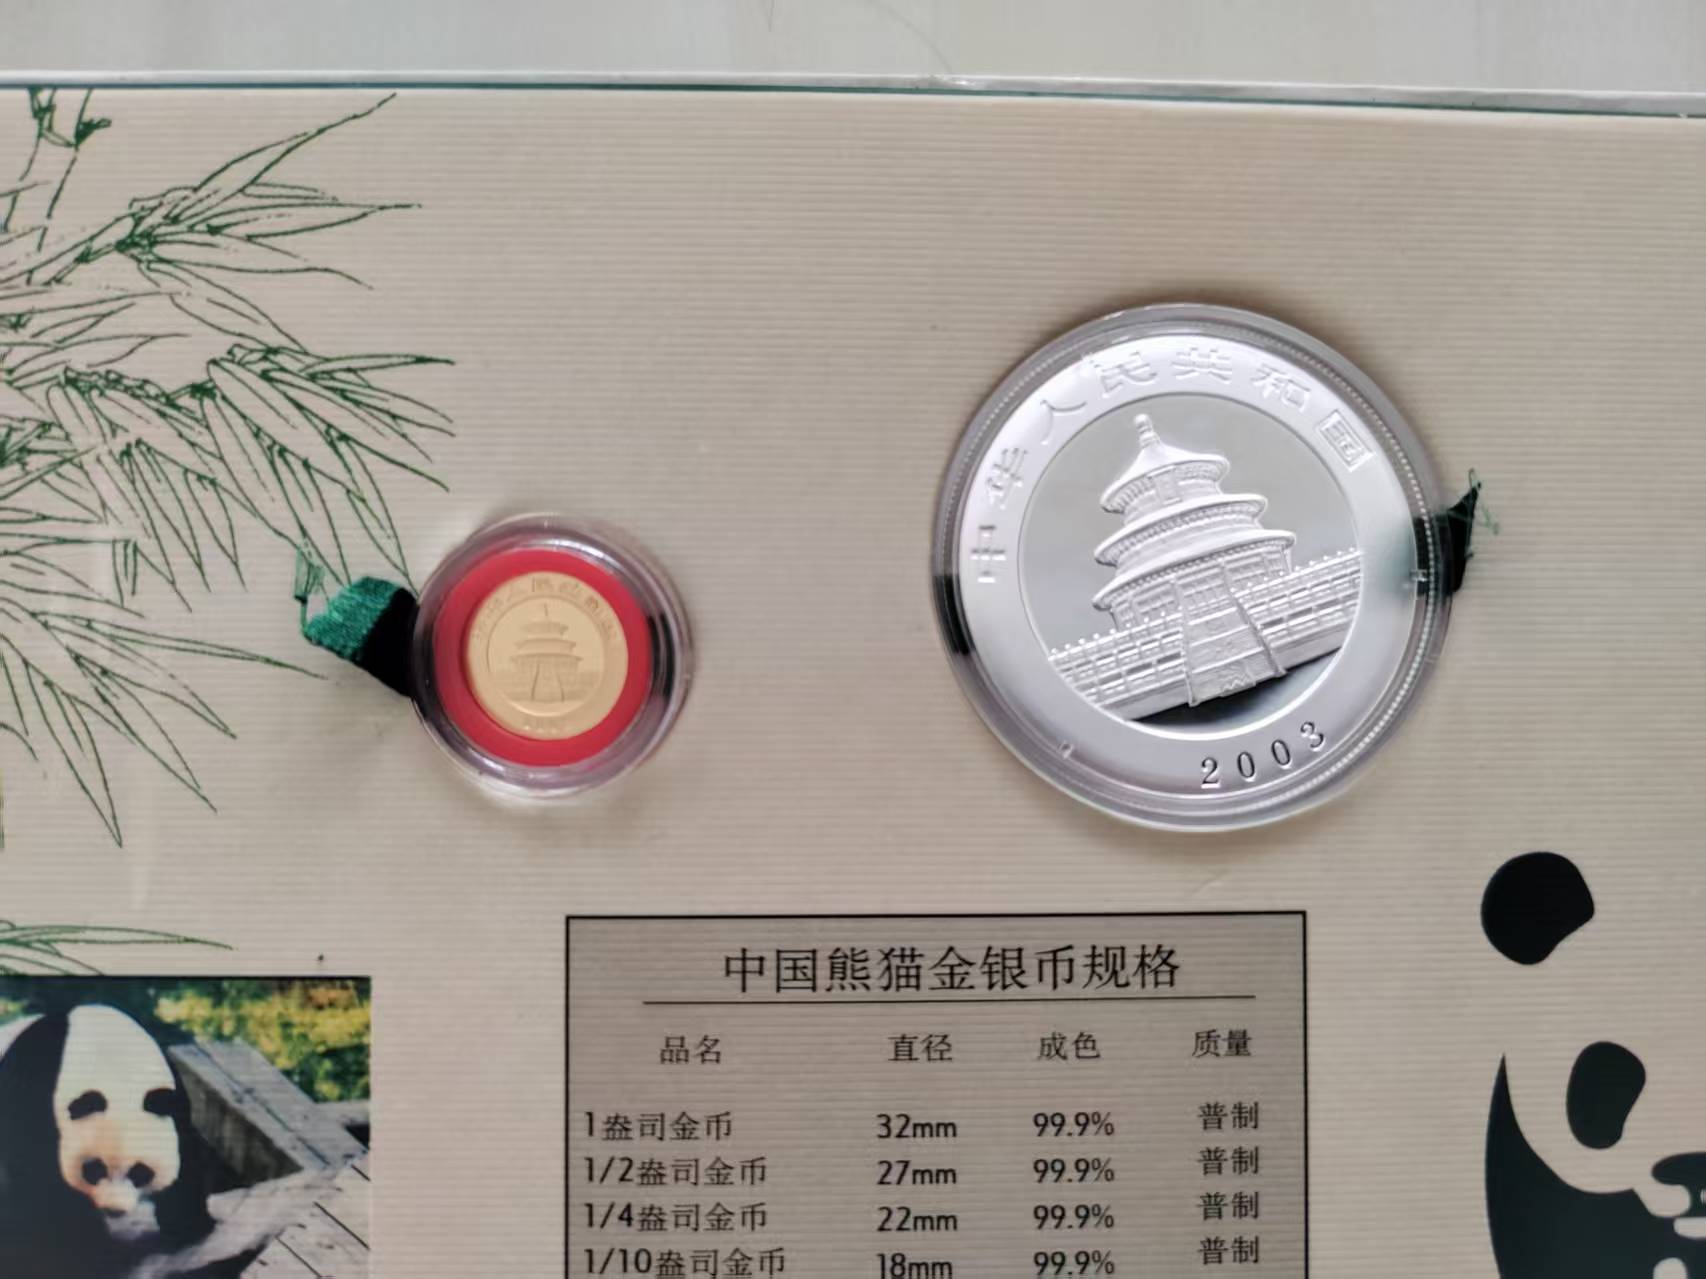 中华人民共和国
2003
中国熊猫金银币规格
品名 直径 成色 质量
1盎司金币 32mm 99.9% 普制
1/2盎司金币 27mm 99.9% 普制
1/4盎司金币 22mm 99.9% 普制
1/10盎司金币 18mm 99.9% 普制